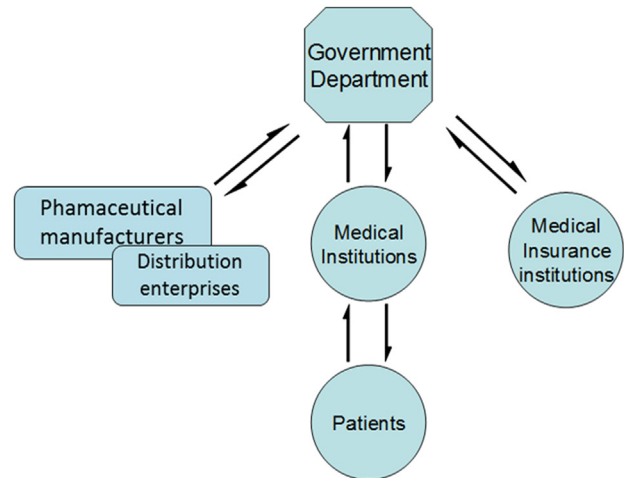 Government
Department
Phamaceutical
manufacturers
Distribution
enterprises
Medical
Institutions
Medical
Insurance
institutions
Patients